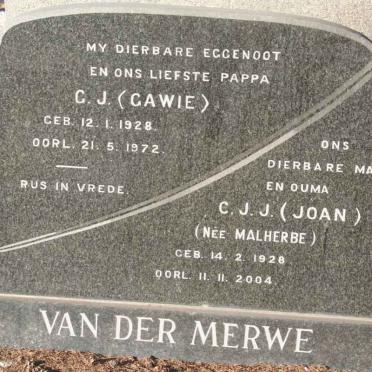 MY DIERBARE EGGENOOT
EN ONS LIEFSTE PAPPA
G. J. (GAWIE)
GEB. 12. 1. 1928.
OORL. 21. 5. 1972.
RUS IN VREDE.
ONS
DIERBARE MA
EN OUMA
C. J. J. (JOAN)
(NEE MALHERBE)
GEB. 14. 2. 1928
OORL. 11. 11. 2004
VAN DER MERWE